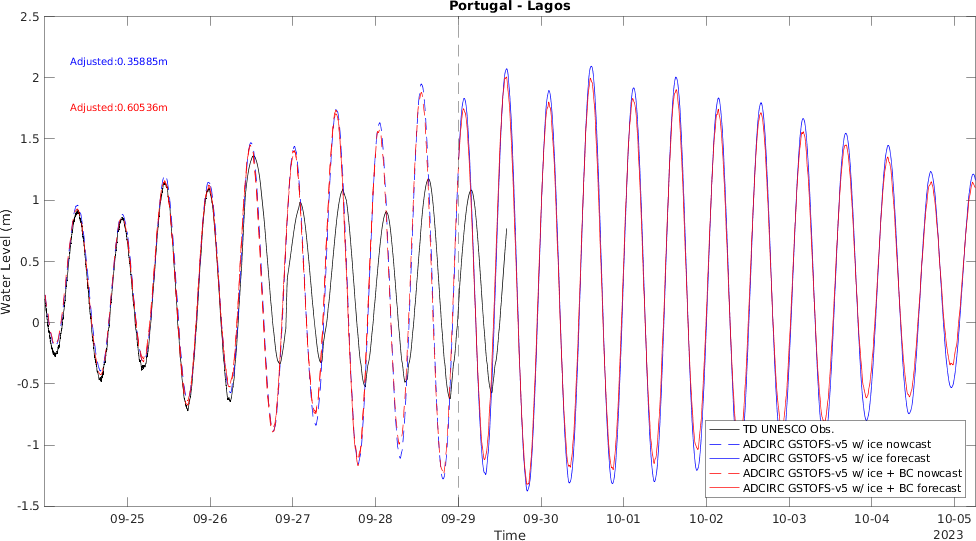 Portugal - Lagos
2.5
2
1.5
1
0.5
0
-0.5
-1
-1.5
Water Level (m)
Adjusted:0.35885m
Adjusted:0.60536m
TD UNESCO Obs.
ADCIRC GSTOFS-v5 w/ ice nowcast
ADCIRC GSTOFS-v5 w/ ice forecast
ADCIRC GSTOFS-v5 w/ ice + BC nowcast
ADCIRC GSTOFS-v5 w/ ice + BC forecast
09-25 09-26 09-27 09-28 09-29 09-30 10-01 10-02 10-03 10-04 10-05
Time
2023